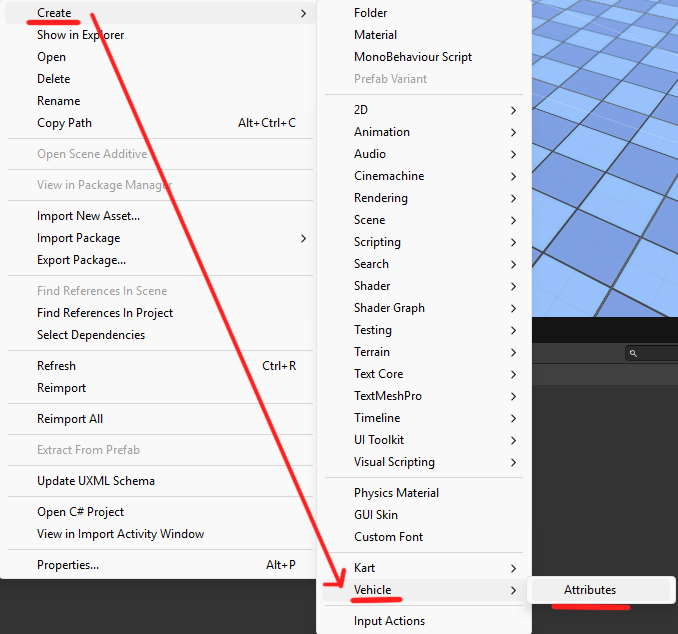 Create
Show in Explorer
Open
Delete
Rename
Copy Path Alt+Ctrl+C
Open Scene Additive
View in Package Manager
Import New Asset...
Import Package
Export Package...
Find References In Scene
Find References In Project
Select Dependencies
Refresh Ctrl+R
Reimport
Reimport All
Extract From Prefab
Update UXML Schema
Open C# Project
View in Import Activity Window
Properties... Alt+P
Folder
Material
MonoBehaviour Script
Prefab Variant
2D
Animation
Audio
Cinemachine
Rendering
Scene
Scripting
Search
Shader
Shader Graph
Testing
Terrain
Text Core
TextMeshPro
Timeline
UI Toolkit
Visual Scripting
Physics Material
GUI Skin
Custom Font
Kart
Vehicle
Input Actions
Attributes